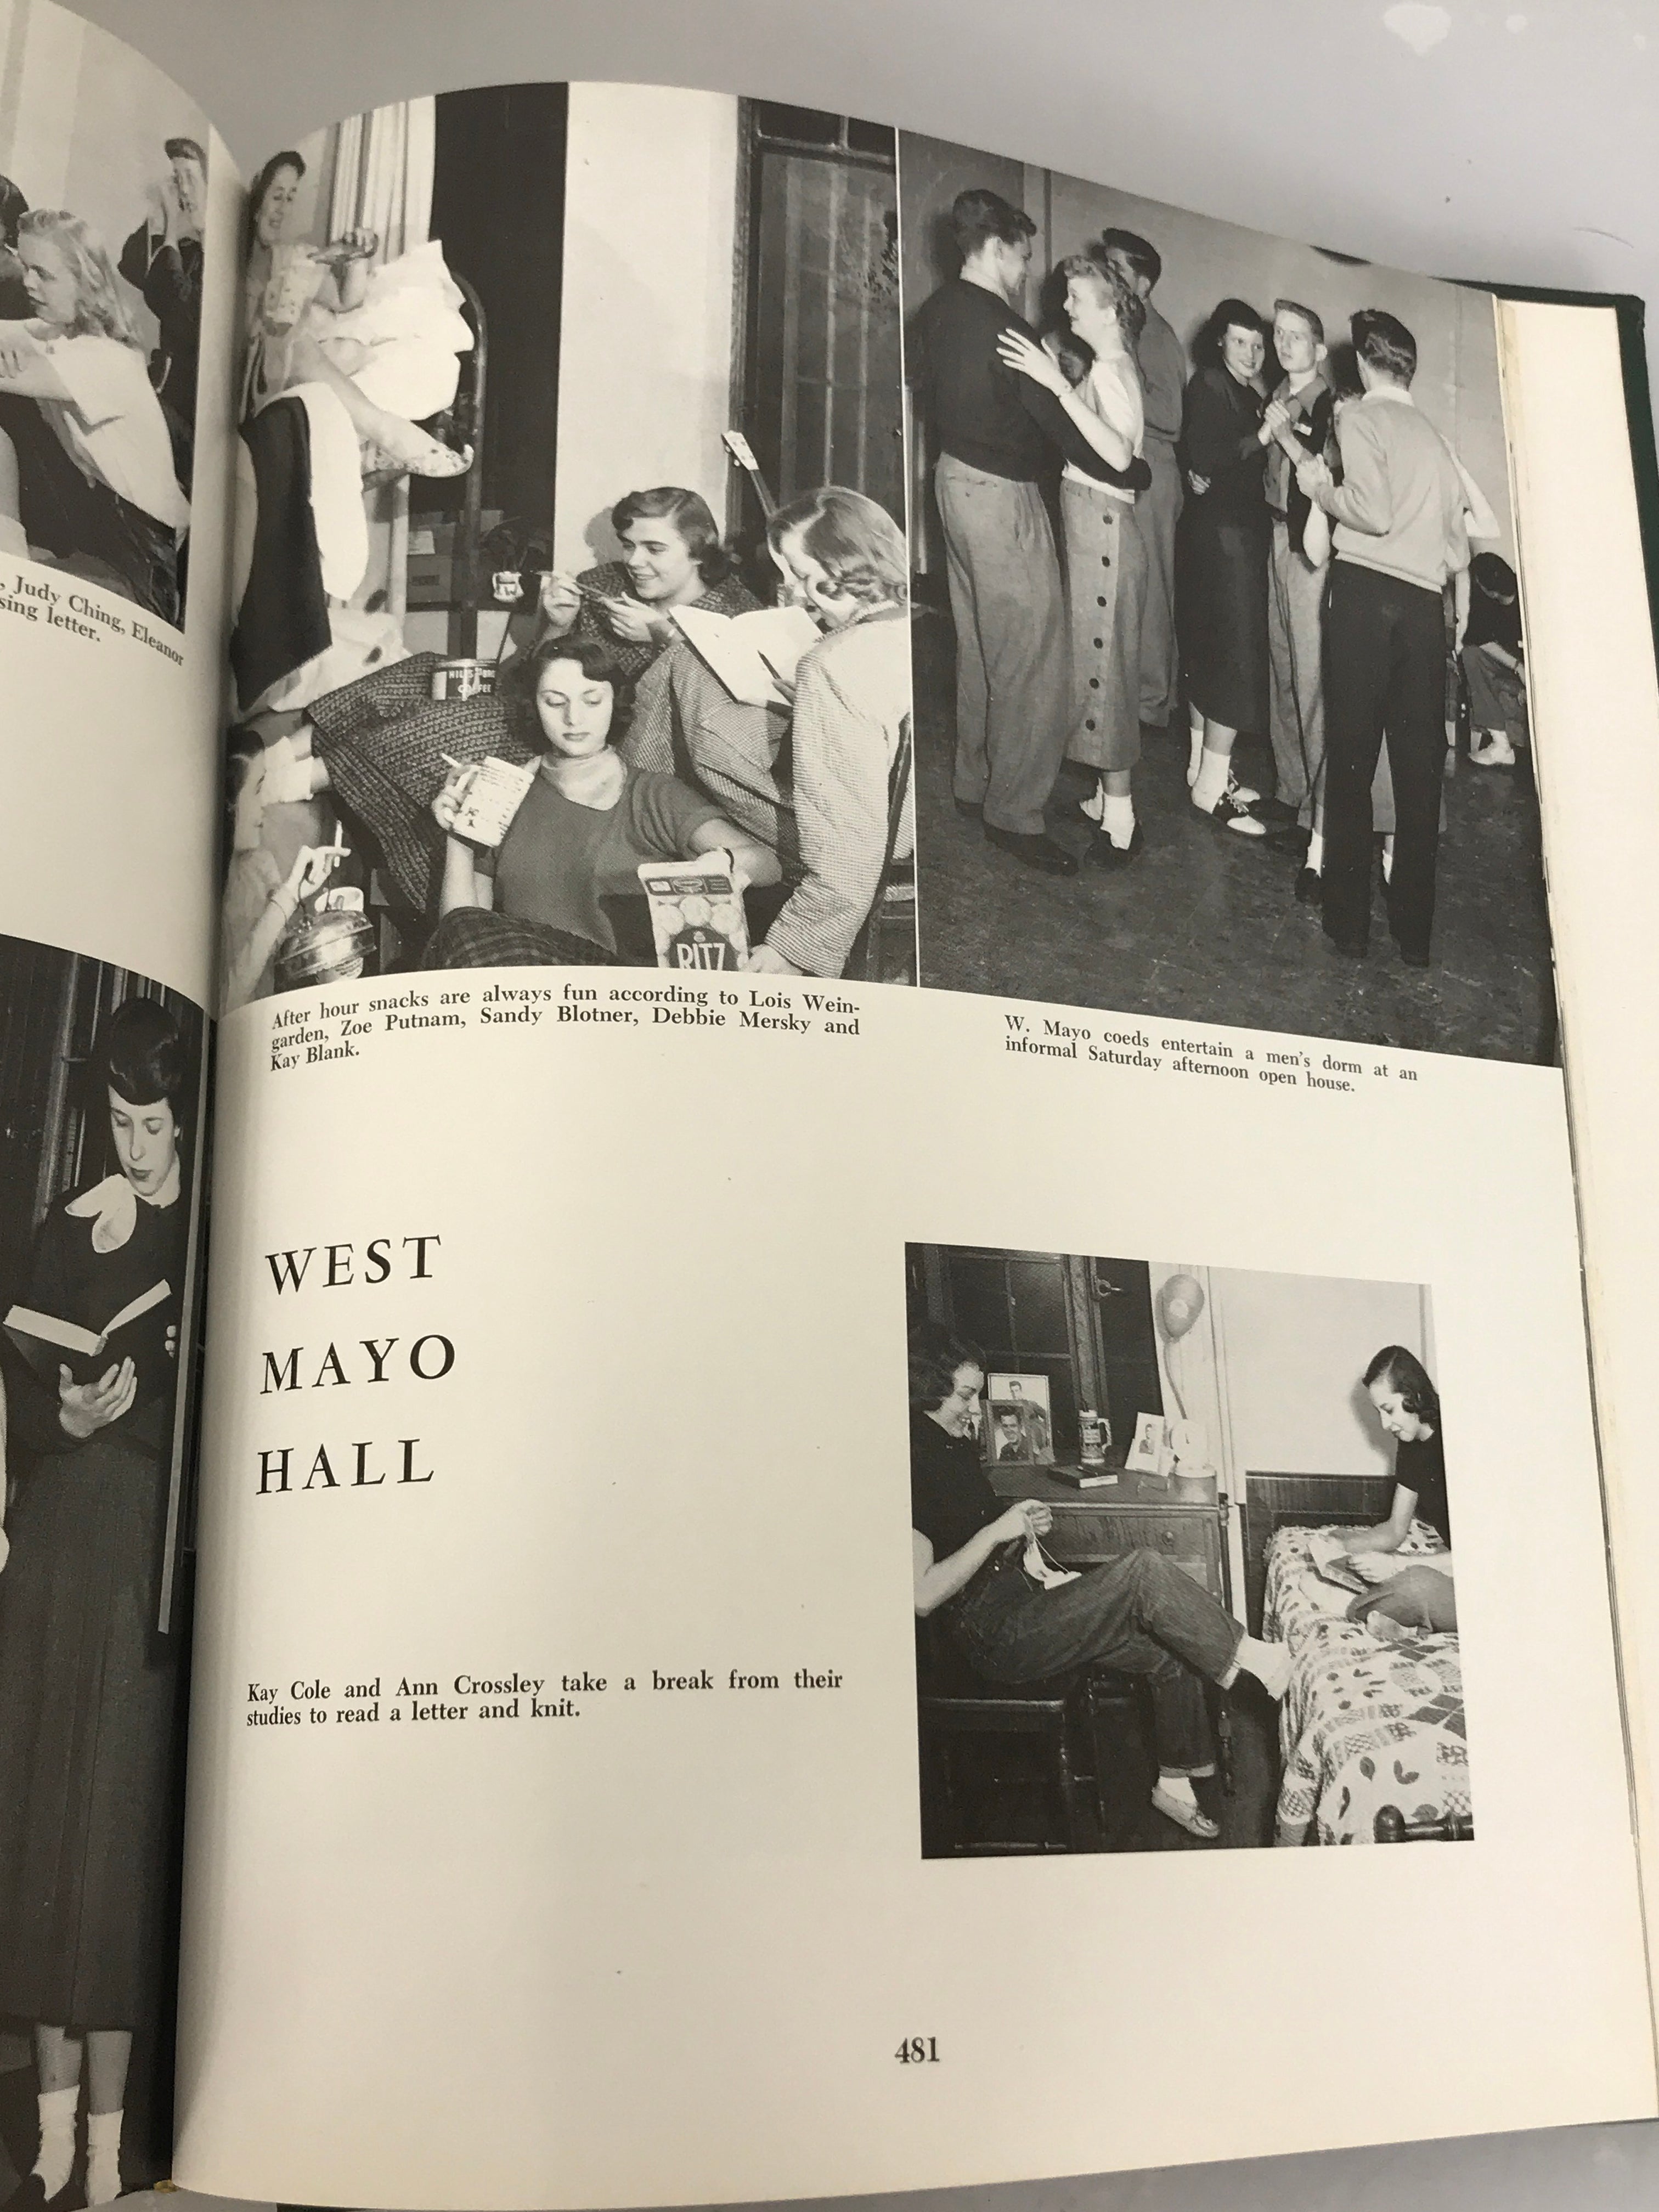 , Judy Ching, Eleanor
sing letter.
HILLS BRO
COFFEE
RITZ
After hour snacks are always fun according to Lois Wein-
garden, Zoe Putnam, Sandy Blotner, Debbie Mersky and
Kay Blank.
W. Mayo coeds entertain a men's dorm at an
informal Saturday afternoon open house.
WEST
MAYO
HALL
Kay Cole and Ann Crossley take a break from their
studies to read a letter and knit.
481